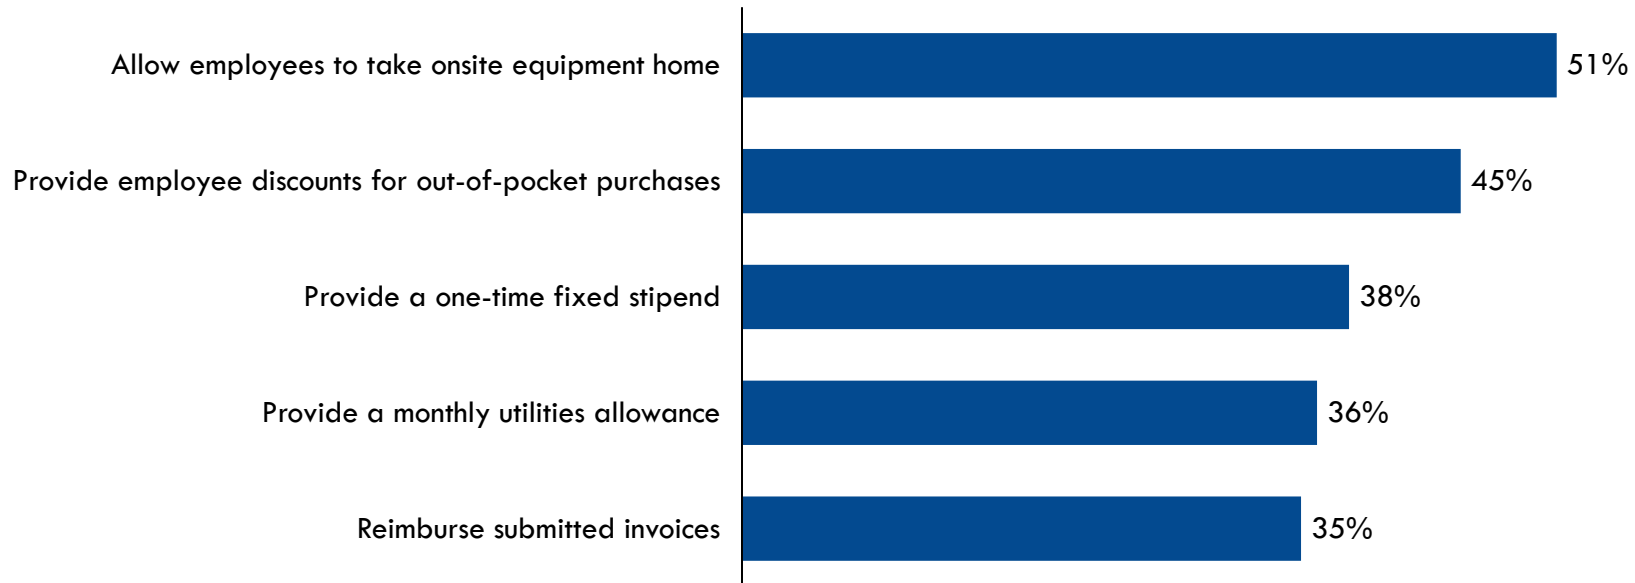 Allow employees to take onsite equipment home 51%
Provide employee discounts for out-of-pocket purchases 45%
Provide a one-time fixed stipend 38%
Provide a monthly utilities allowance 36%
Reimburse submitted invoices 35%